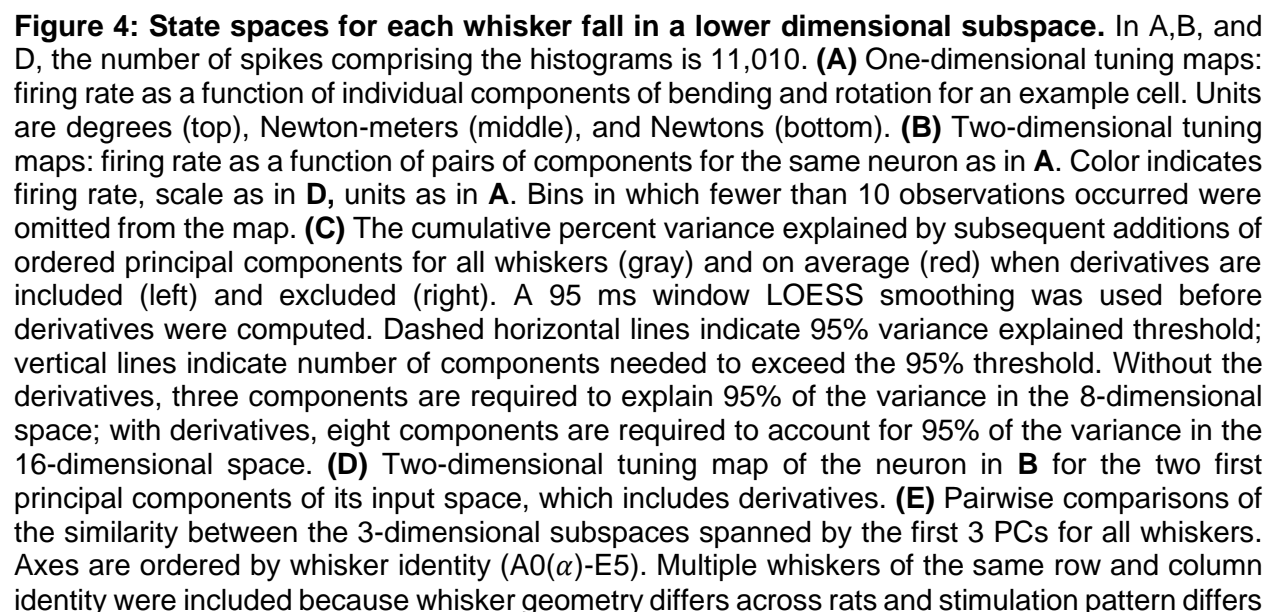 Figure 4: State spaces for each whisker fall in a lower dimensional subspace. In A,B, and
D, the number of spikes comprising the histograms is 11,010. (A) One-dimensional tuning maps:
firing rate as a function of individual components of bending and rotation for an example cell. Units
are degrees (top), Newton-meters (middle), and Newtons (bottom). (B) Two-dimensional tuning
maps: firing rate as a function of pairs of components for the same neuron as in A. Color indicates
firing rate, scale as in D, units as in A. Bins in which fewer than 10 observations occurred were
omitted from the map. (C) The cumulative percent variance explained by subsequent additions of
ordered principal components for all whiskers (gray) and on average (red) when derivatives are
included (left) and excluded (right). A 95 ms window LOESS smoothing was used before
derivatives were computed. Dashed horizontal lines indicate 95% variance explained threshold;
vertical lines indicate number of components needed to exceed the 95% threshold. Without the
derivatives, three components are required to explain 95% of the variance in the 8-dimensional
space; with derivatives, eight components are required to account for 95% of the variance in the
16-dimensional space. (D) Two-dimensional tuning map of the neuron in B for the two first
principal components of its input space, which includes derivatives. (E) Pairwise comparisons of
the similarity between the 3-dimensional subspaces spanned by the first 3 PCs for all whiskers.
Axes are ordered by whisker identity (A0(α)-E5). Multiple whiskers of the same row and column
identity were included because whisker geometry differs across rats and stimulation pattern differs